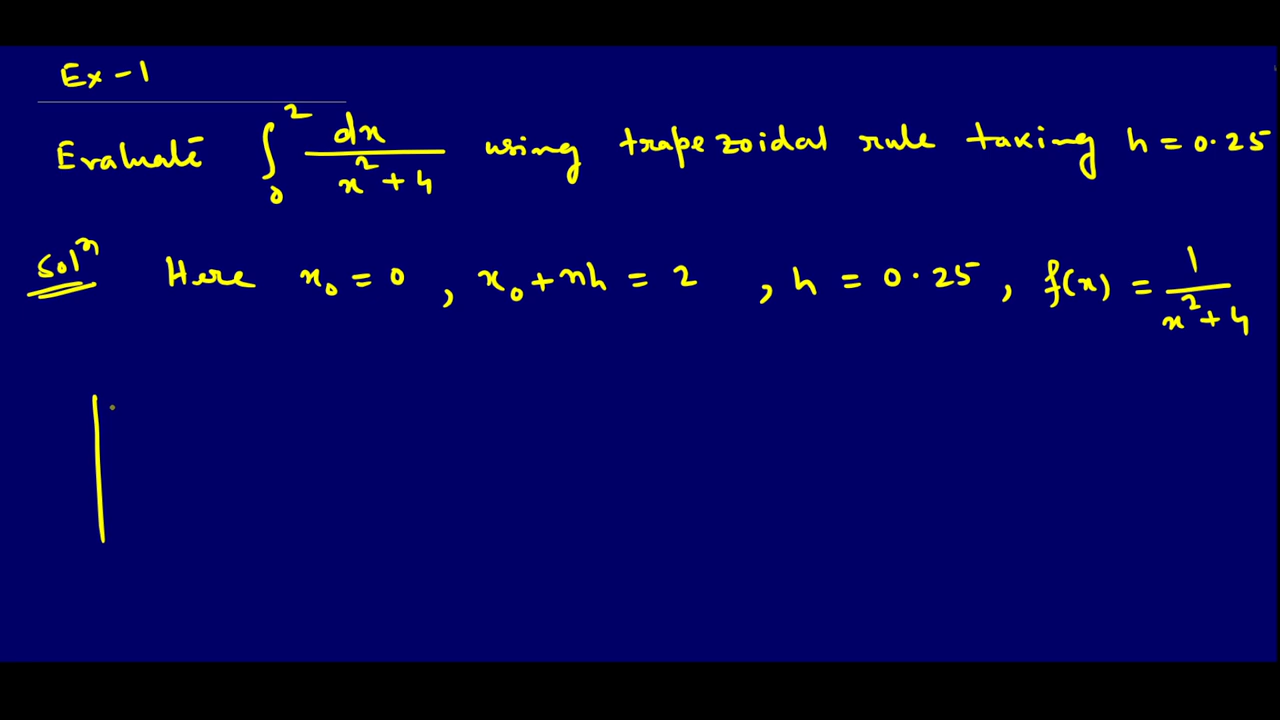 Ex - 1
Evaluate ∫₀² dx / (x² + 4) using trapezoidal rule taking h = 0.25
Solⁿ Here x₀ = 0 , x₀ + nh = 2 , h = 0.25 , f(x) = 1 / (x² + 4)